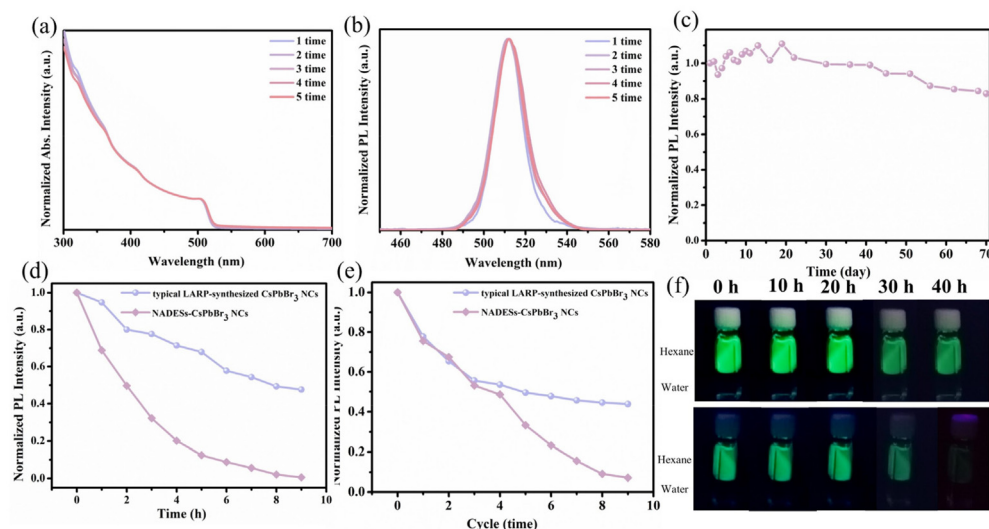 (a)
Normalized Abs. Intensity (a.u.)
1 time
2 time
3 time
4 time
5 time
300 400 500 600 700
Wavelength (nm)
(b)
Normalized PL Intensity (a.u.)
1 time
2 time
3 time
4 time
5 time
460 480 500 520 540 560 580
Wavelength (nm)
(c)
Normalized PL Intensity (a.u.)
1.2
1.0
0.8
0.6
0.4
0.2
0.0
0 10 20 30 40 50 60 70
Time (day)
(d)
Normalized PL Intensity (a.u.)
1.0
0.8
0.6
0.4
0.2
0.0
typical LARP-synthesized CsPbBr3 NCs
NADESs-CsPbBr3 NCs
0 2 4 6 8 10
Time (h)
(e)
Normalized PL Intensity (a.u.)
1.0
0.8
0.6
0.4
0.2
0.0
typical LARP-synthesized CsPbBr3 NCs
NADESs-CsPbBr3 NCs
0 2 4 6 8 10
Cycle (time)
(f)
0 h 10 h 20 h 30 h 40 h
Hexane
Water
Hexane
Water